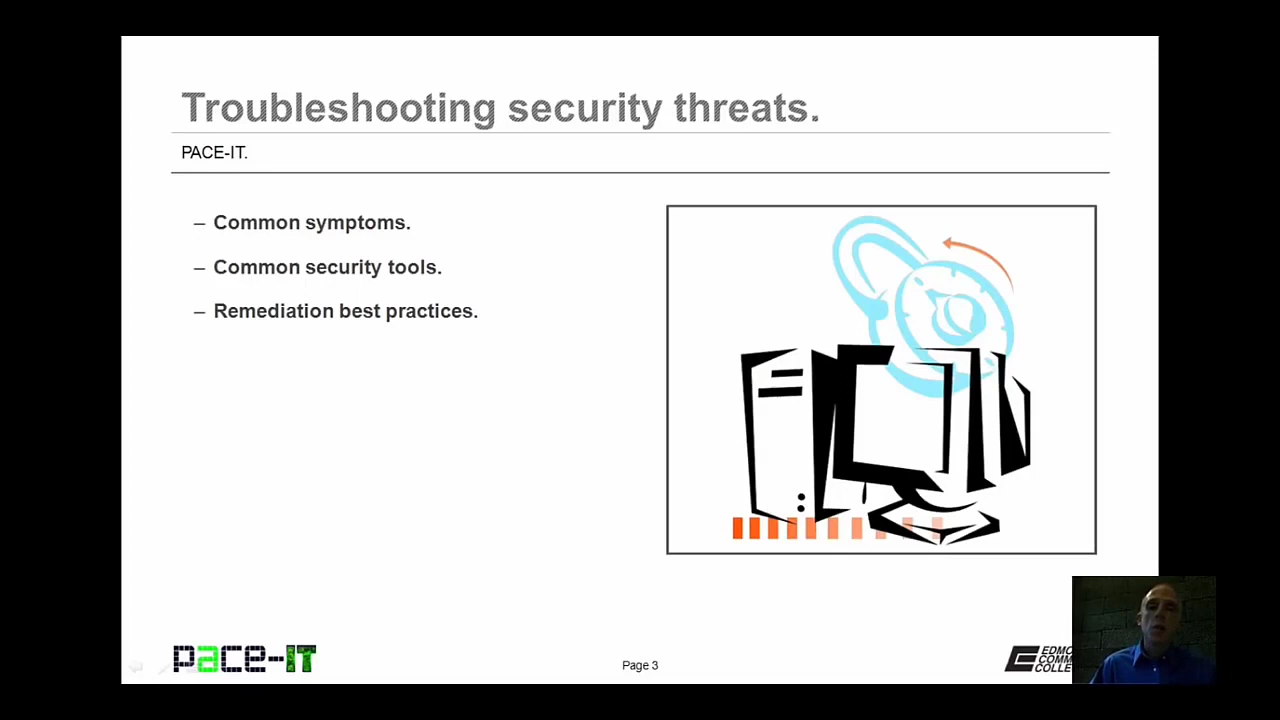 Troubleshooting security threats.
PACE-IT.
– Common symptoms.
– Common security tools.
– Remediation best practices.
pace-IT
Page 3